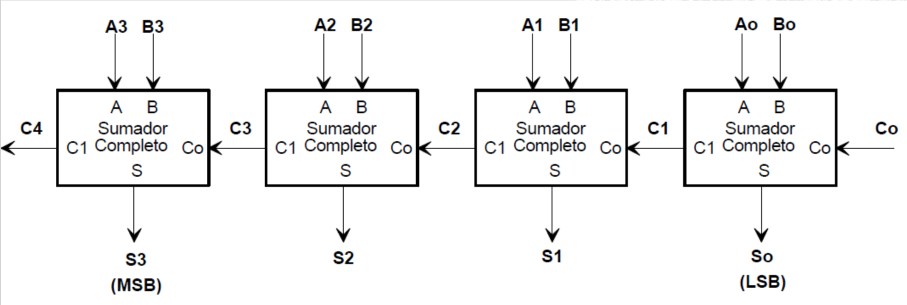 A3 B3 A2 B2 A1 B1 Ao Bo
A B A B A B A B
C4 Sumador C3 Sumador C2 Sumador C1 Sumador Co
C1 Completo Co C1 Completo Co C1 Completo Co C1 Completo Co
S S S S
S3 S2 S1 So
(MSB) (LSB)